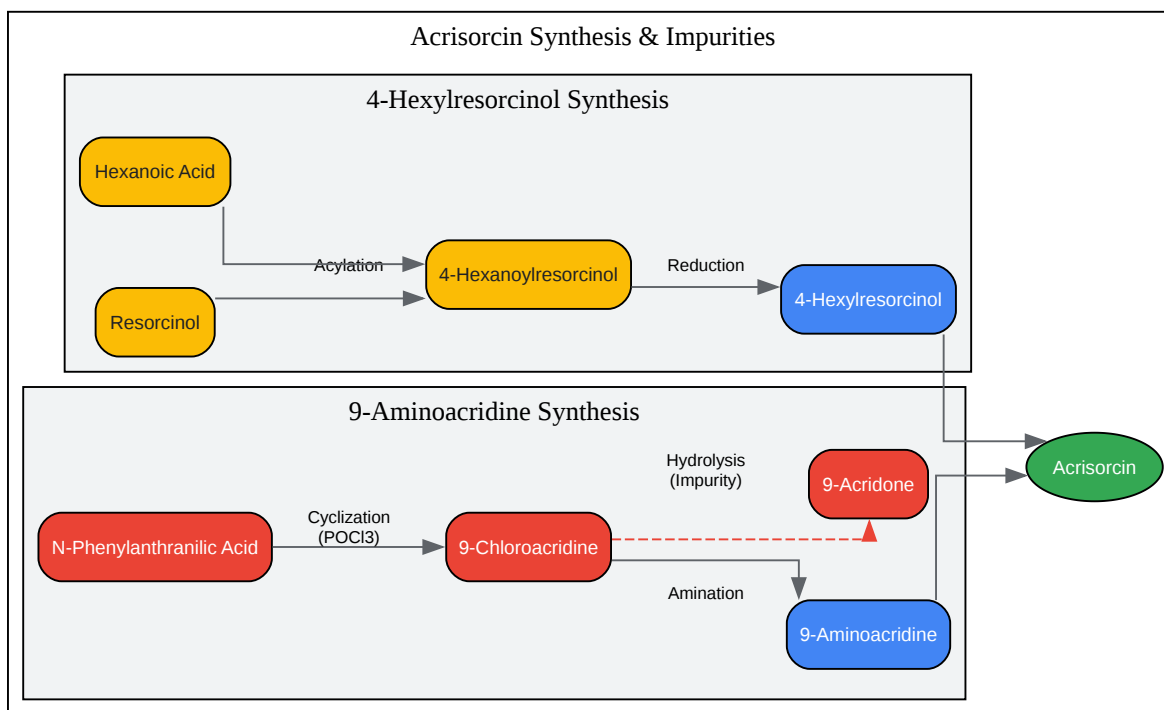 Acrisorcin Synthesis & Impurities
4-Hexylresorcinol Synthesis
Hexanoic Acid
Acylation
4-Hexanoylresorcinol
Reduction
4-Hexylresorcinol
Resorcinol
9-Aminoacridine Synthesis
Hydrolysis
(Impurity)
9-Acridone
Acrisorcin
N-Phenylanthranilic Acid
Cyclization
(POCl3)
9-Chloroacridine
Amination
9-Aminoacridine